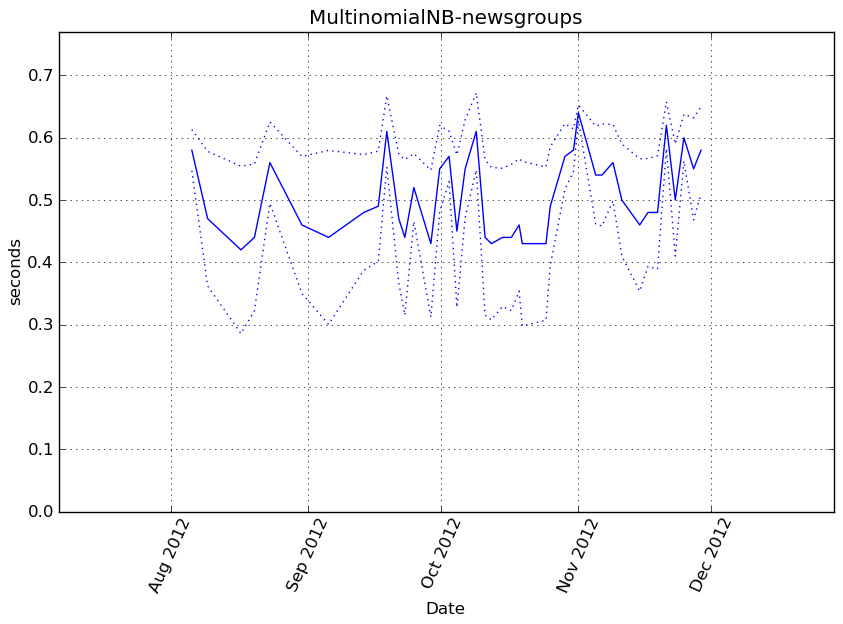 MultinomialNB-newsgroups
0.7
0.6
0.5
0.4
0.3
0.2
0.1
0.0
seconds
Aug 2012
Sep 2012
Oct 2012
Nov 2012
Dec 2012
Date